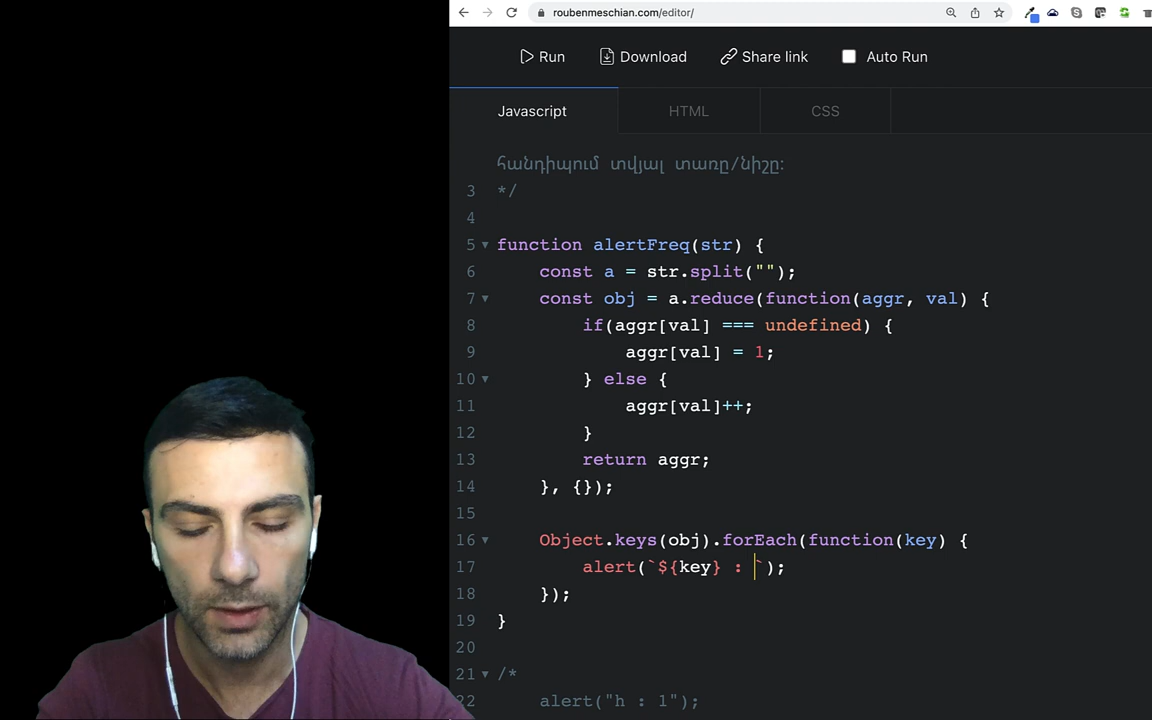 roubenmeschian.com/editor/
Run Download Share link Auto Run
Javascript HTML CSS
հանդիպում տվյալ տառը/նիշը:
3 */
4
5 function alertFreq(str) {
6 const a = str.split("");
7 const obj = a.reduce(function(aggr, val) {
8 if(aggr[val] === undefined) {
9 aggr[val] = 1;
10 } else {
11 aggr[val]++;
12 }
13 return aggr;
14 }, {});
15
16 Object.keys(obj).forEach(function(key) {
17 alert(`${key} : `);
18 });
19 }
20
21 /*
22 alert("h : 1");